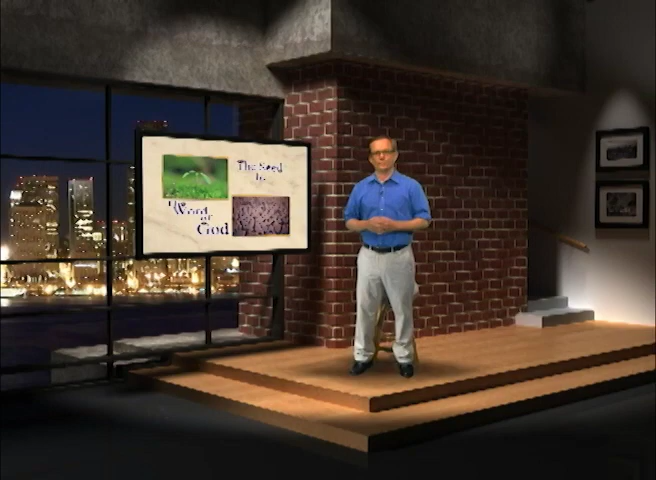 The Seed
Is
The
Word
of
God